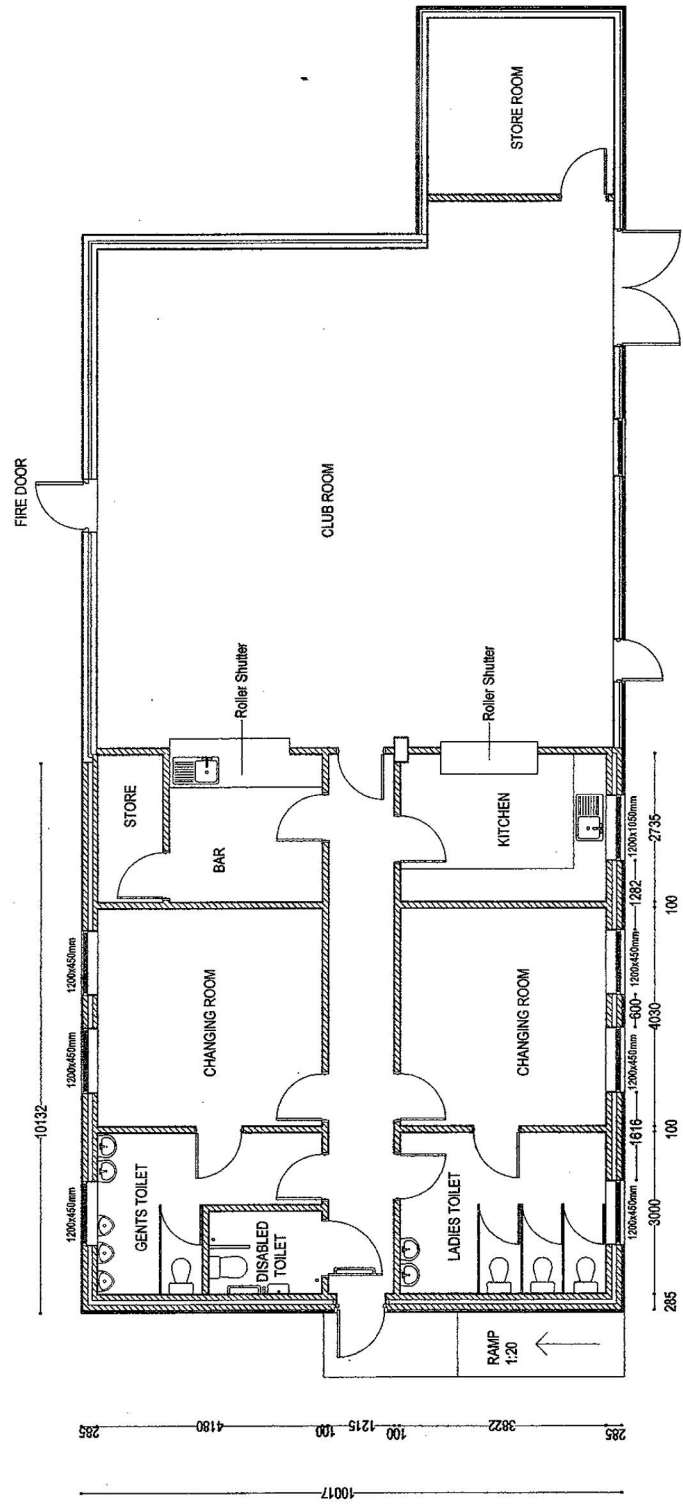 STORE ROOM
FIRE DOOR
CLUB ROOM
Roller Shutter
Roller Shutter
STORE
BAR
KITCHEN
CHANGING ROOM
CHANGING ROOM
GENTS TOILET
DISABLED
TOILET
LADIES TOILET
RAMP
1:20
10132
1200x450mm
1200x450mm
1200x450mm
1200x450mm
1616
1200x450mm
600
1200x450mm
1282
1200x1050mm
285
3000
100
4030
100
2735
285
4180
100
1215
100
3822
285
10017